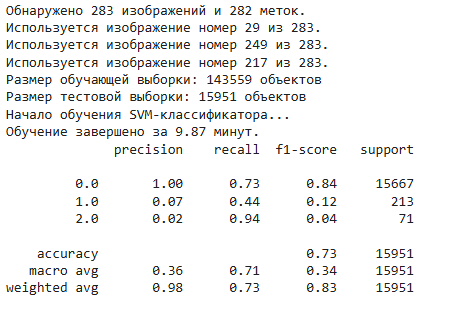 Обнаружено 283 изображений и 282 меток.
Используется изображение номер 29 из 283.
Используется изображение номер 249 из 283.
Используется изображение номер 217 из 283.
Размер обучающей выборки: 143559 объектов
Размер тестовой выборки: 15951 объектов
Начало обучения SVM-классификатора...
Обучение завершено за 9.87 минут.
precision recall f1-score support
0.0 1.00 0.73 0.84 15667
1.0 0.07 0.44 0.12 213
2.0 0.02 0.94 0.04 71
accuracy 0.73 15951
macro avg 0.36 0.71 0.34 15951
weighted avg 0.98 0.73 0.83 15951